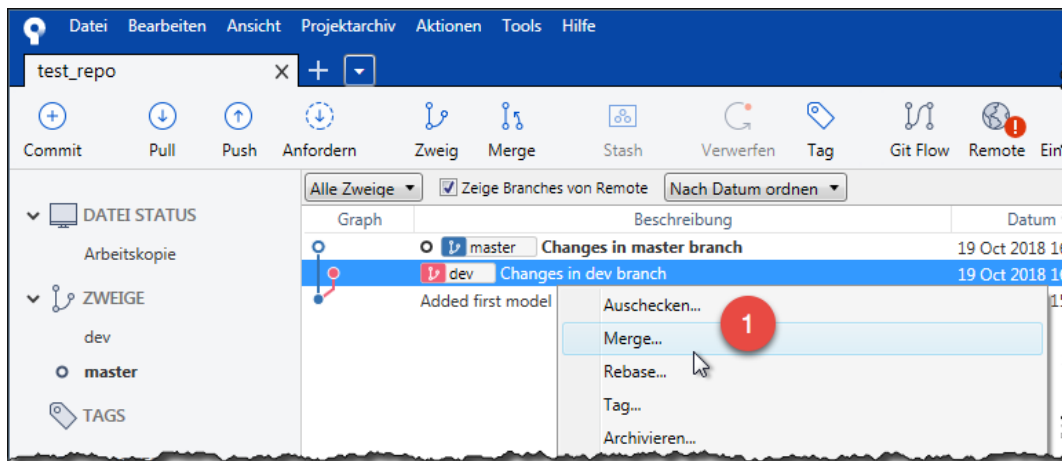 Datei Bearbeiten Ansicht Projektarchiv Aktionen Tools Hilfe
test_repo
Commit Pull Push Anfordern Zweig Merge Stash Verwerfen Tag Git Flow Remote
Alle Zweige Zeige Branches von Remote Nach Datum ordnen
DATEI STATUS
Graph Beschreibung Datum
Arbeitskopie
master Changes in master branch 19 Oct 2018 16
dev Changes in dev branch 19 Oct 2018 16
ZWEIGE
Added first model
Auschecken...
1
dev
Merge...
master
Rebase...
TAGS
Tag...
Archivieren...